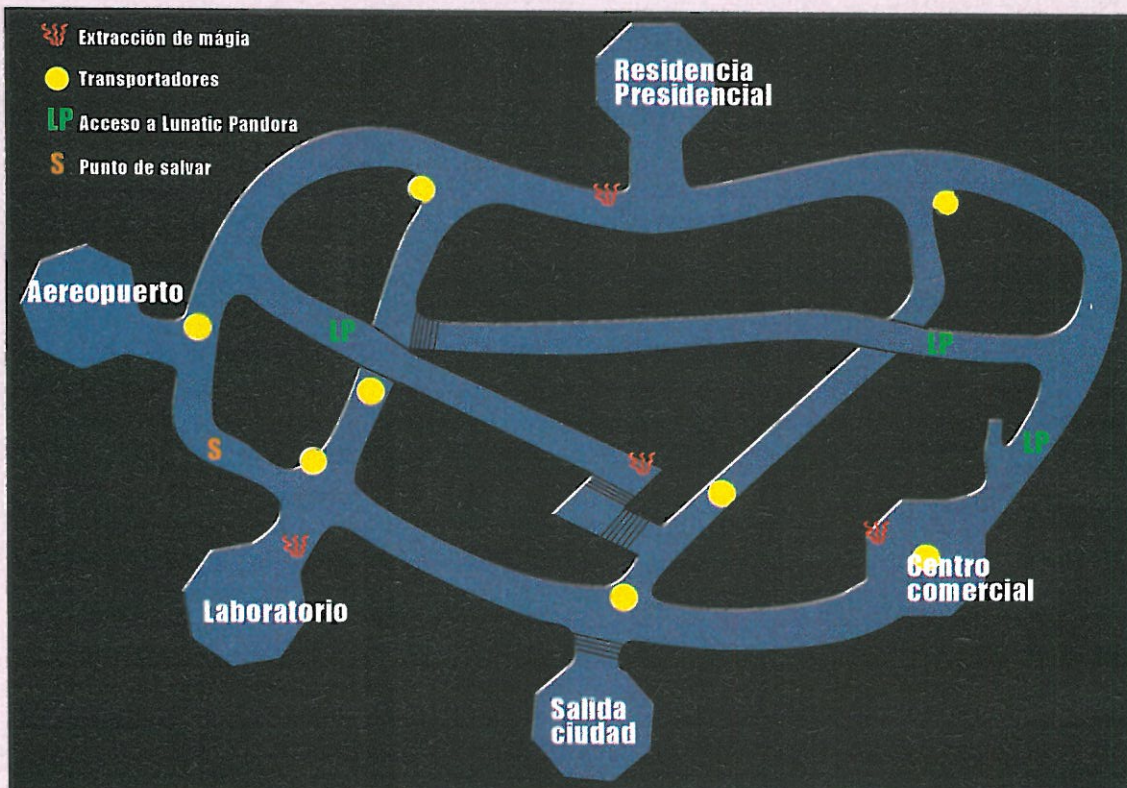 Extracción de mágia
Transportadores
LP Acceso a Lunatic Pandora
S Punto de salvar
Residencia
Presidencial
Aereopuerto
LP
LP
LP
S
Laboratorio
Centro
comercial
Salida
ciudad